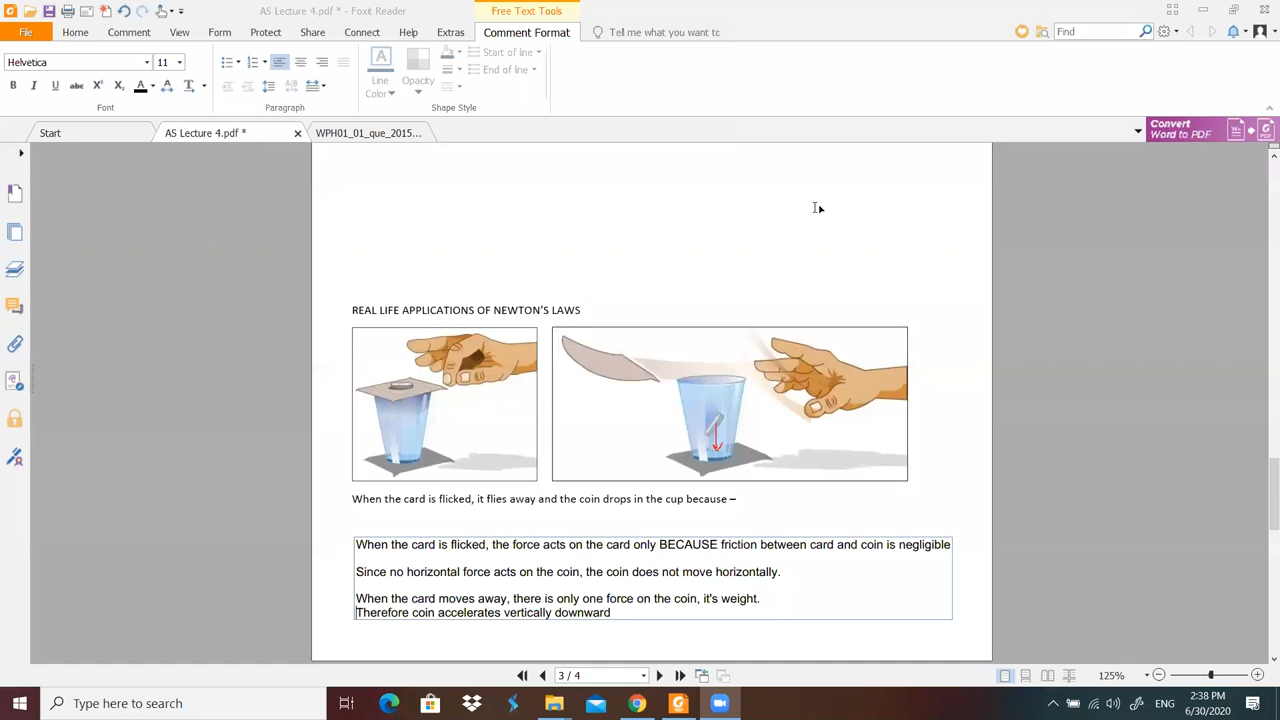 AS Lecture 4.pdf * - Foxit Reader
Free Text Tools
File
Home
Comment
View
Form
Protect
Share
Connect
Help
Extras
Comment Format
Tell me what you want tc
Find
Helvetica
11
Line
Color
Opacity
Start of line
End of line
Font
Paragraph
Shape Style
Start
AS Lecture 4.pdf *
WPH01_01_que_2015...
Convert
Word to PDF
REAL LIFE APPLICATIONS OF NEWTON'S LAWS
When the card is flicked, it flies away and the coin drops in the cup because –
When the card is flicked, the force acts on the card only BECAUSE friction between card and coin is negligible
Since no horizontal force acts on the coin, the coin does not move horizontally.
When the card moves away, there is only one force on the coin, it's weight.
Therefore coin accelerates vertically downward
3 / 4
125%
Type here to search
2:38 PM
ENG
6/30/2020